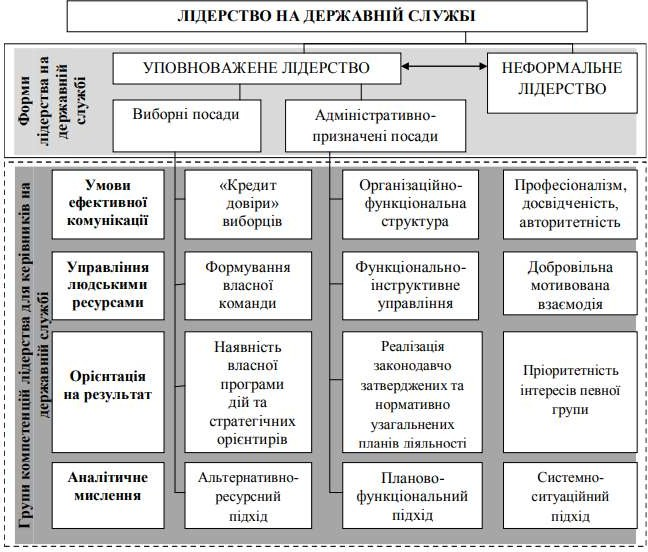 ЛІДЕРСТВО НА ДЕРЖАВНІЙ СЛУЖБІ
Форми
лідерства на
державній
службі
УПОВНОВАЖЕНЕ ЛІДЕРСТВО
НЕФОРМАЛЬНЕ
ЛІДЕРСТВО
Виборні посади
Адміністративно-
призначені посади
Групи компетенцій лідерства для керівників на
державній службі
Умови
ефективної
комунікації
«Кредит
довіри»
виборців
Організаційно-
функціональна
структура
Професіоналізм,
досвідченість,
авторитетність
Управління
людськими
ресурсами
Формування
власної
команди
Функціонально-
інструктивне
управління
Добровільна
мотивована
взаємодія
Орієнтація
на результат
Наявність
власної
програми
дій та
стратегічних
орієнтирів
Реалізація
законодавчо
затверджених та
нормативно
узагальнених
планів діяльності
Пріоритетність
інтересів певної
групи
Аналітичне
мислення
Альтернативно-
ресурсний
підхід
Планово-
функціональний
підхід
Системно-
ситуаційний
підхід